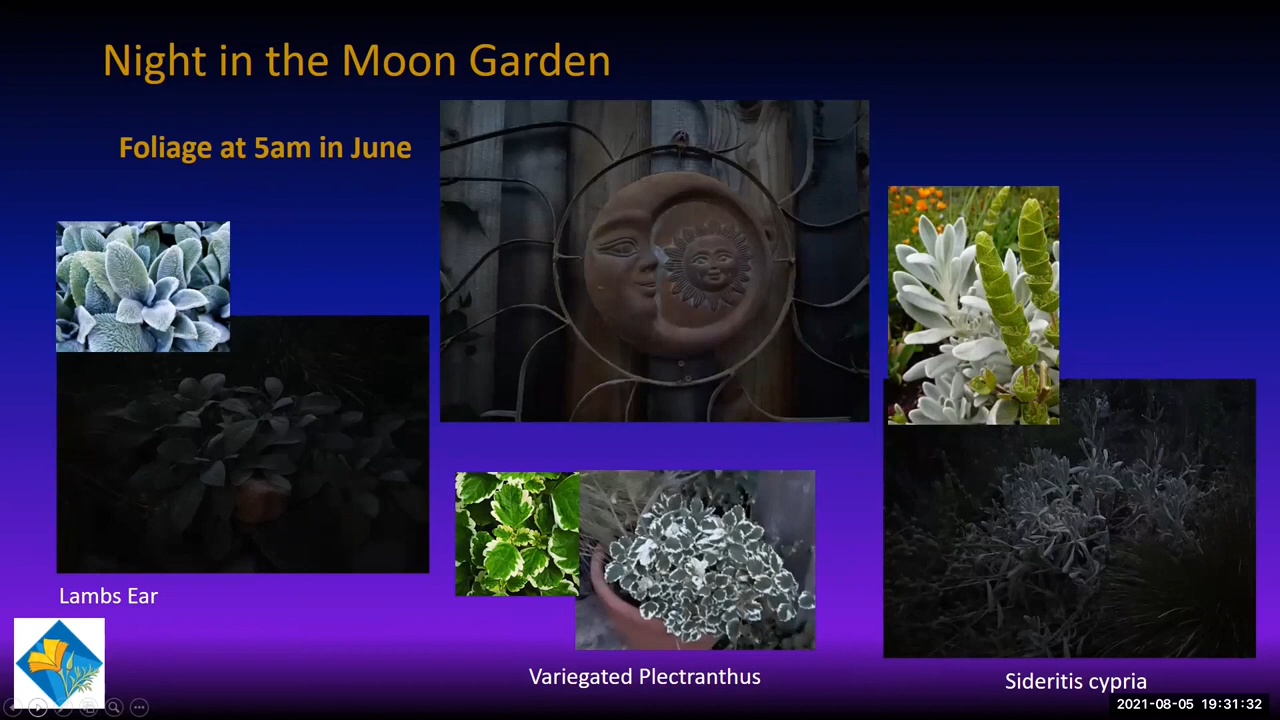 Night in the Moon Garden
Foliage at 5am in June
Lambs Ear
Variegated Plectranthus
Sideritis cypria
2021-08-05 19:31:32